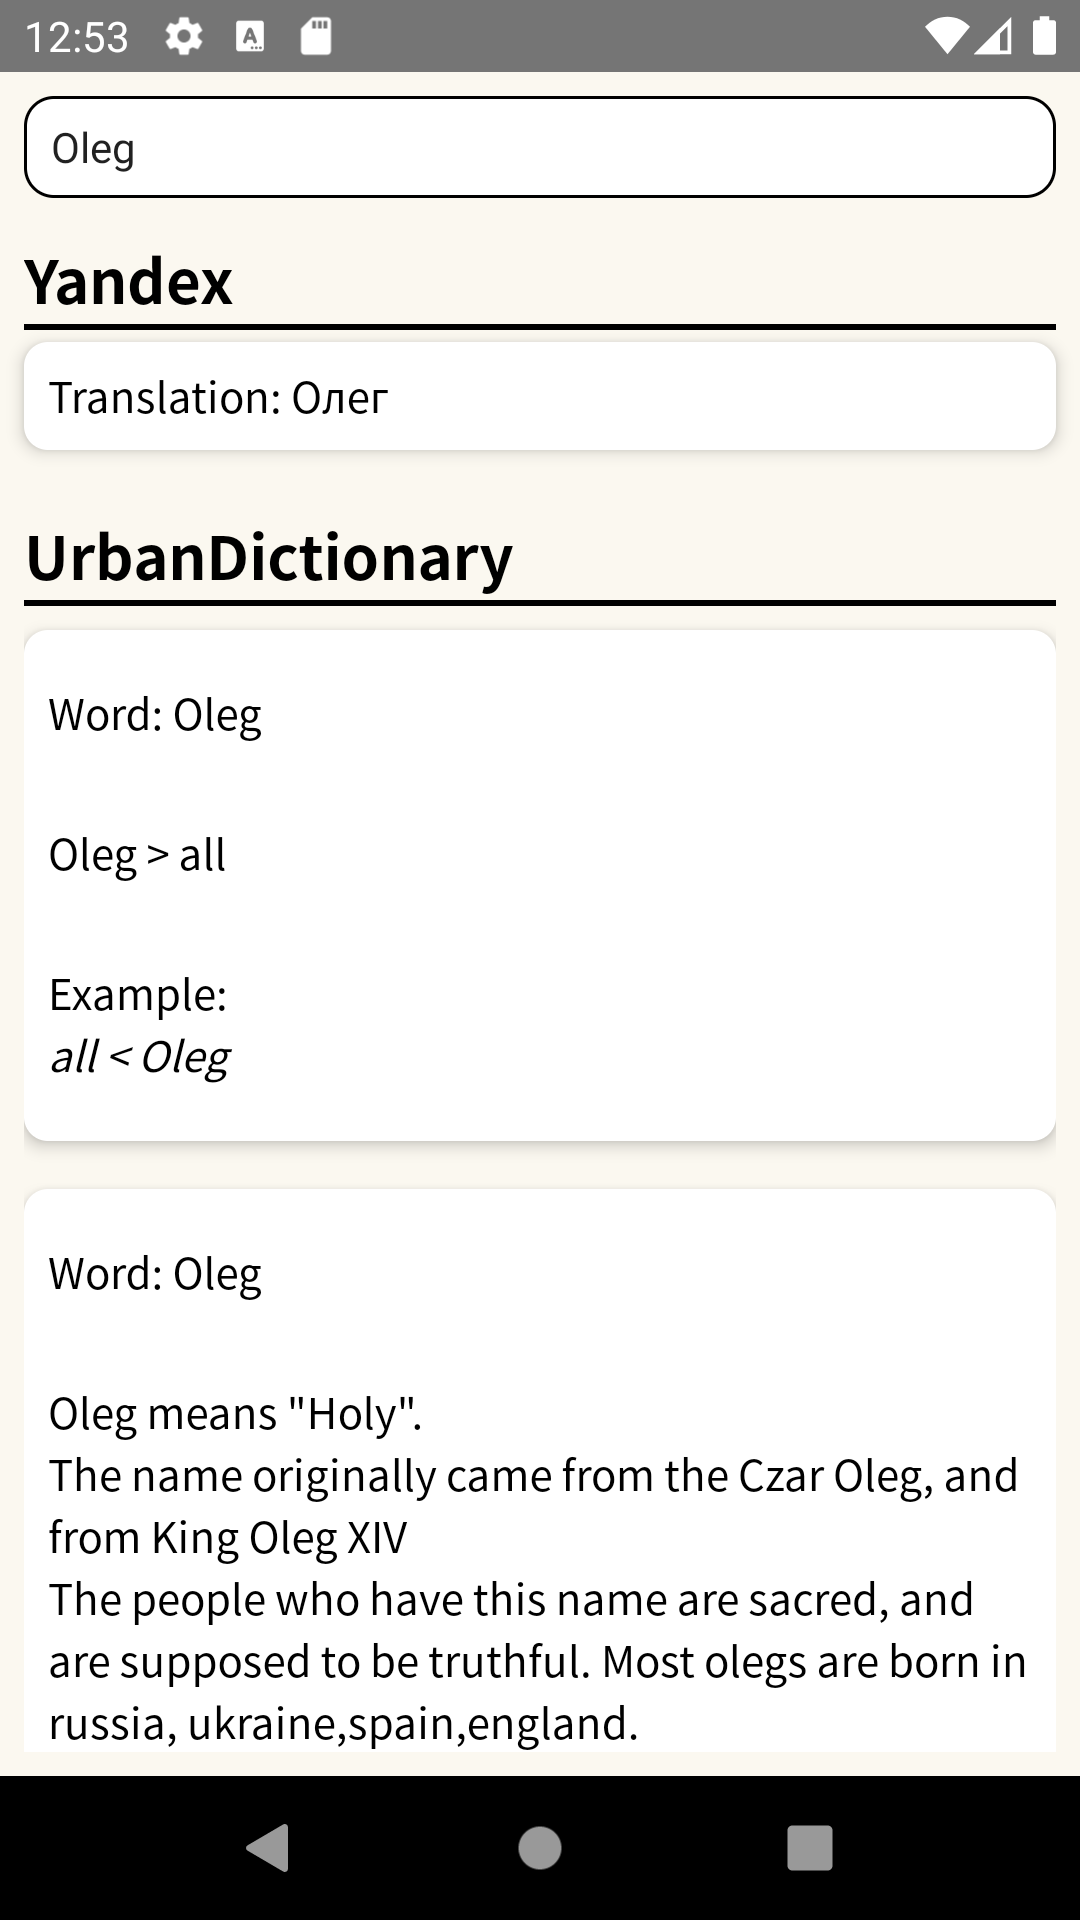 12:53
Oleg
Yandex
Translation: Олег
UrbanDictionary
Word: Oleg
Oleg > all
Example:
all < Oleg
Word: Oleg
Oleg means "Holy".
The name originally came from the Czar Oleg, and
from King Oleg XIV
The people who have this name are sacred, and
are supposed to be truthful. Most olegs are born in
russia, ukraine,spain,england.